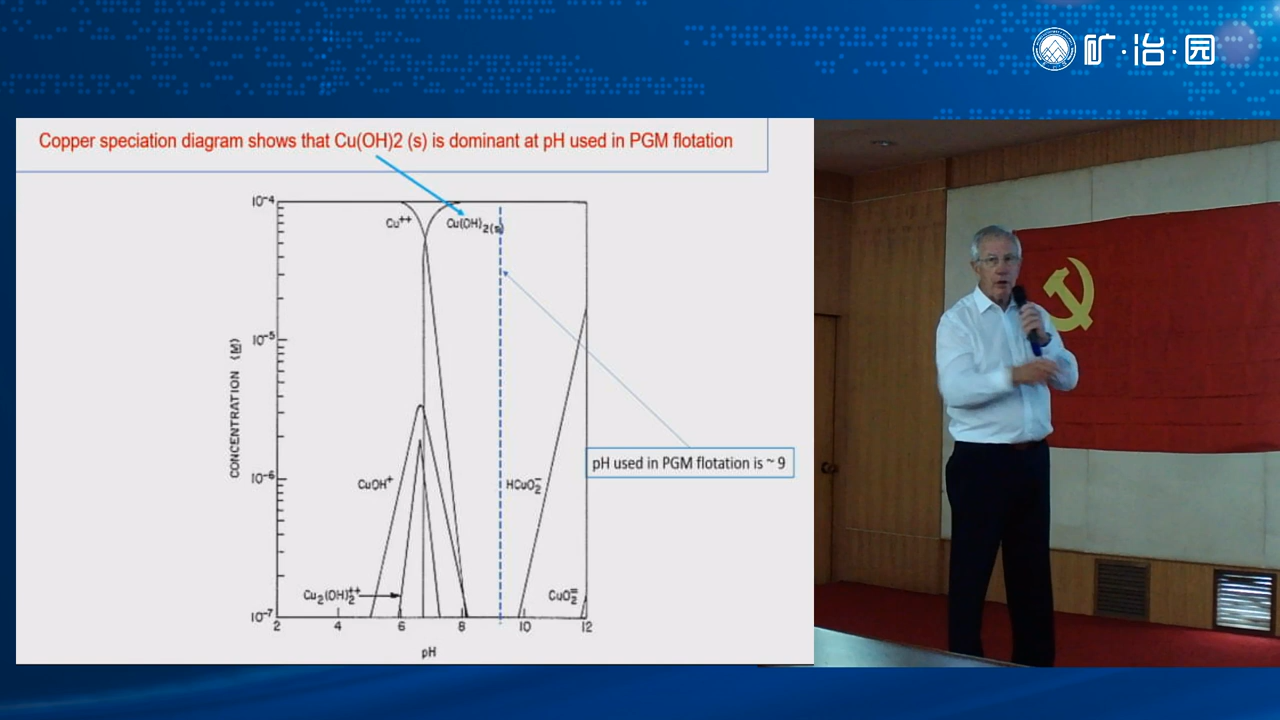 矿·冶·园
Copper speciation diagram shows that Cu(OH)2 (s) is dominant at pH used in PGM flotation
10⁻⁴
Cu⁺⁺
Cu(OH)₂₍ₛ₎
10⁻⁵
CONCENTRATION (M)
pH used in PGM flotation is ~ 9
10⁻⁶
CuOH⁺
HCuO₂⁻
Cu₂(OH)₂⁺⁺
CuO₂⁼
10⁻⁷
2 4 6 8 10 12
pH